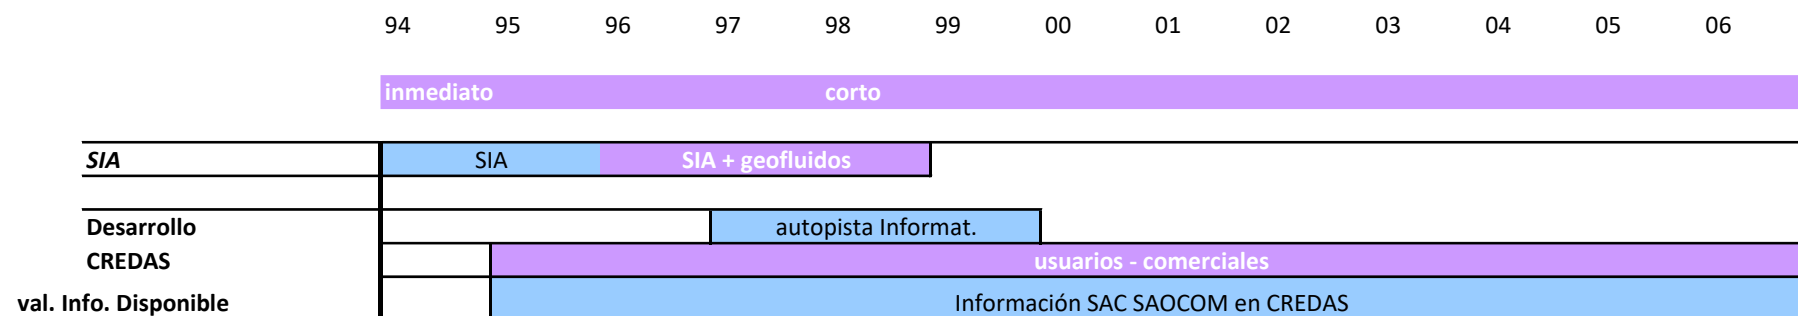 94 95 96 97 98 99 00 01 02 03 04 05 06
inmediato corto
SIA SIA SIA + geofluidos
Desarrollo autopista Informat.
CREDAS usuarios - comerciales
val. Info. Disponible Información SAC SAOCOM en CREDAS